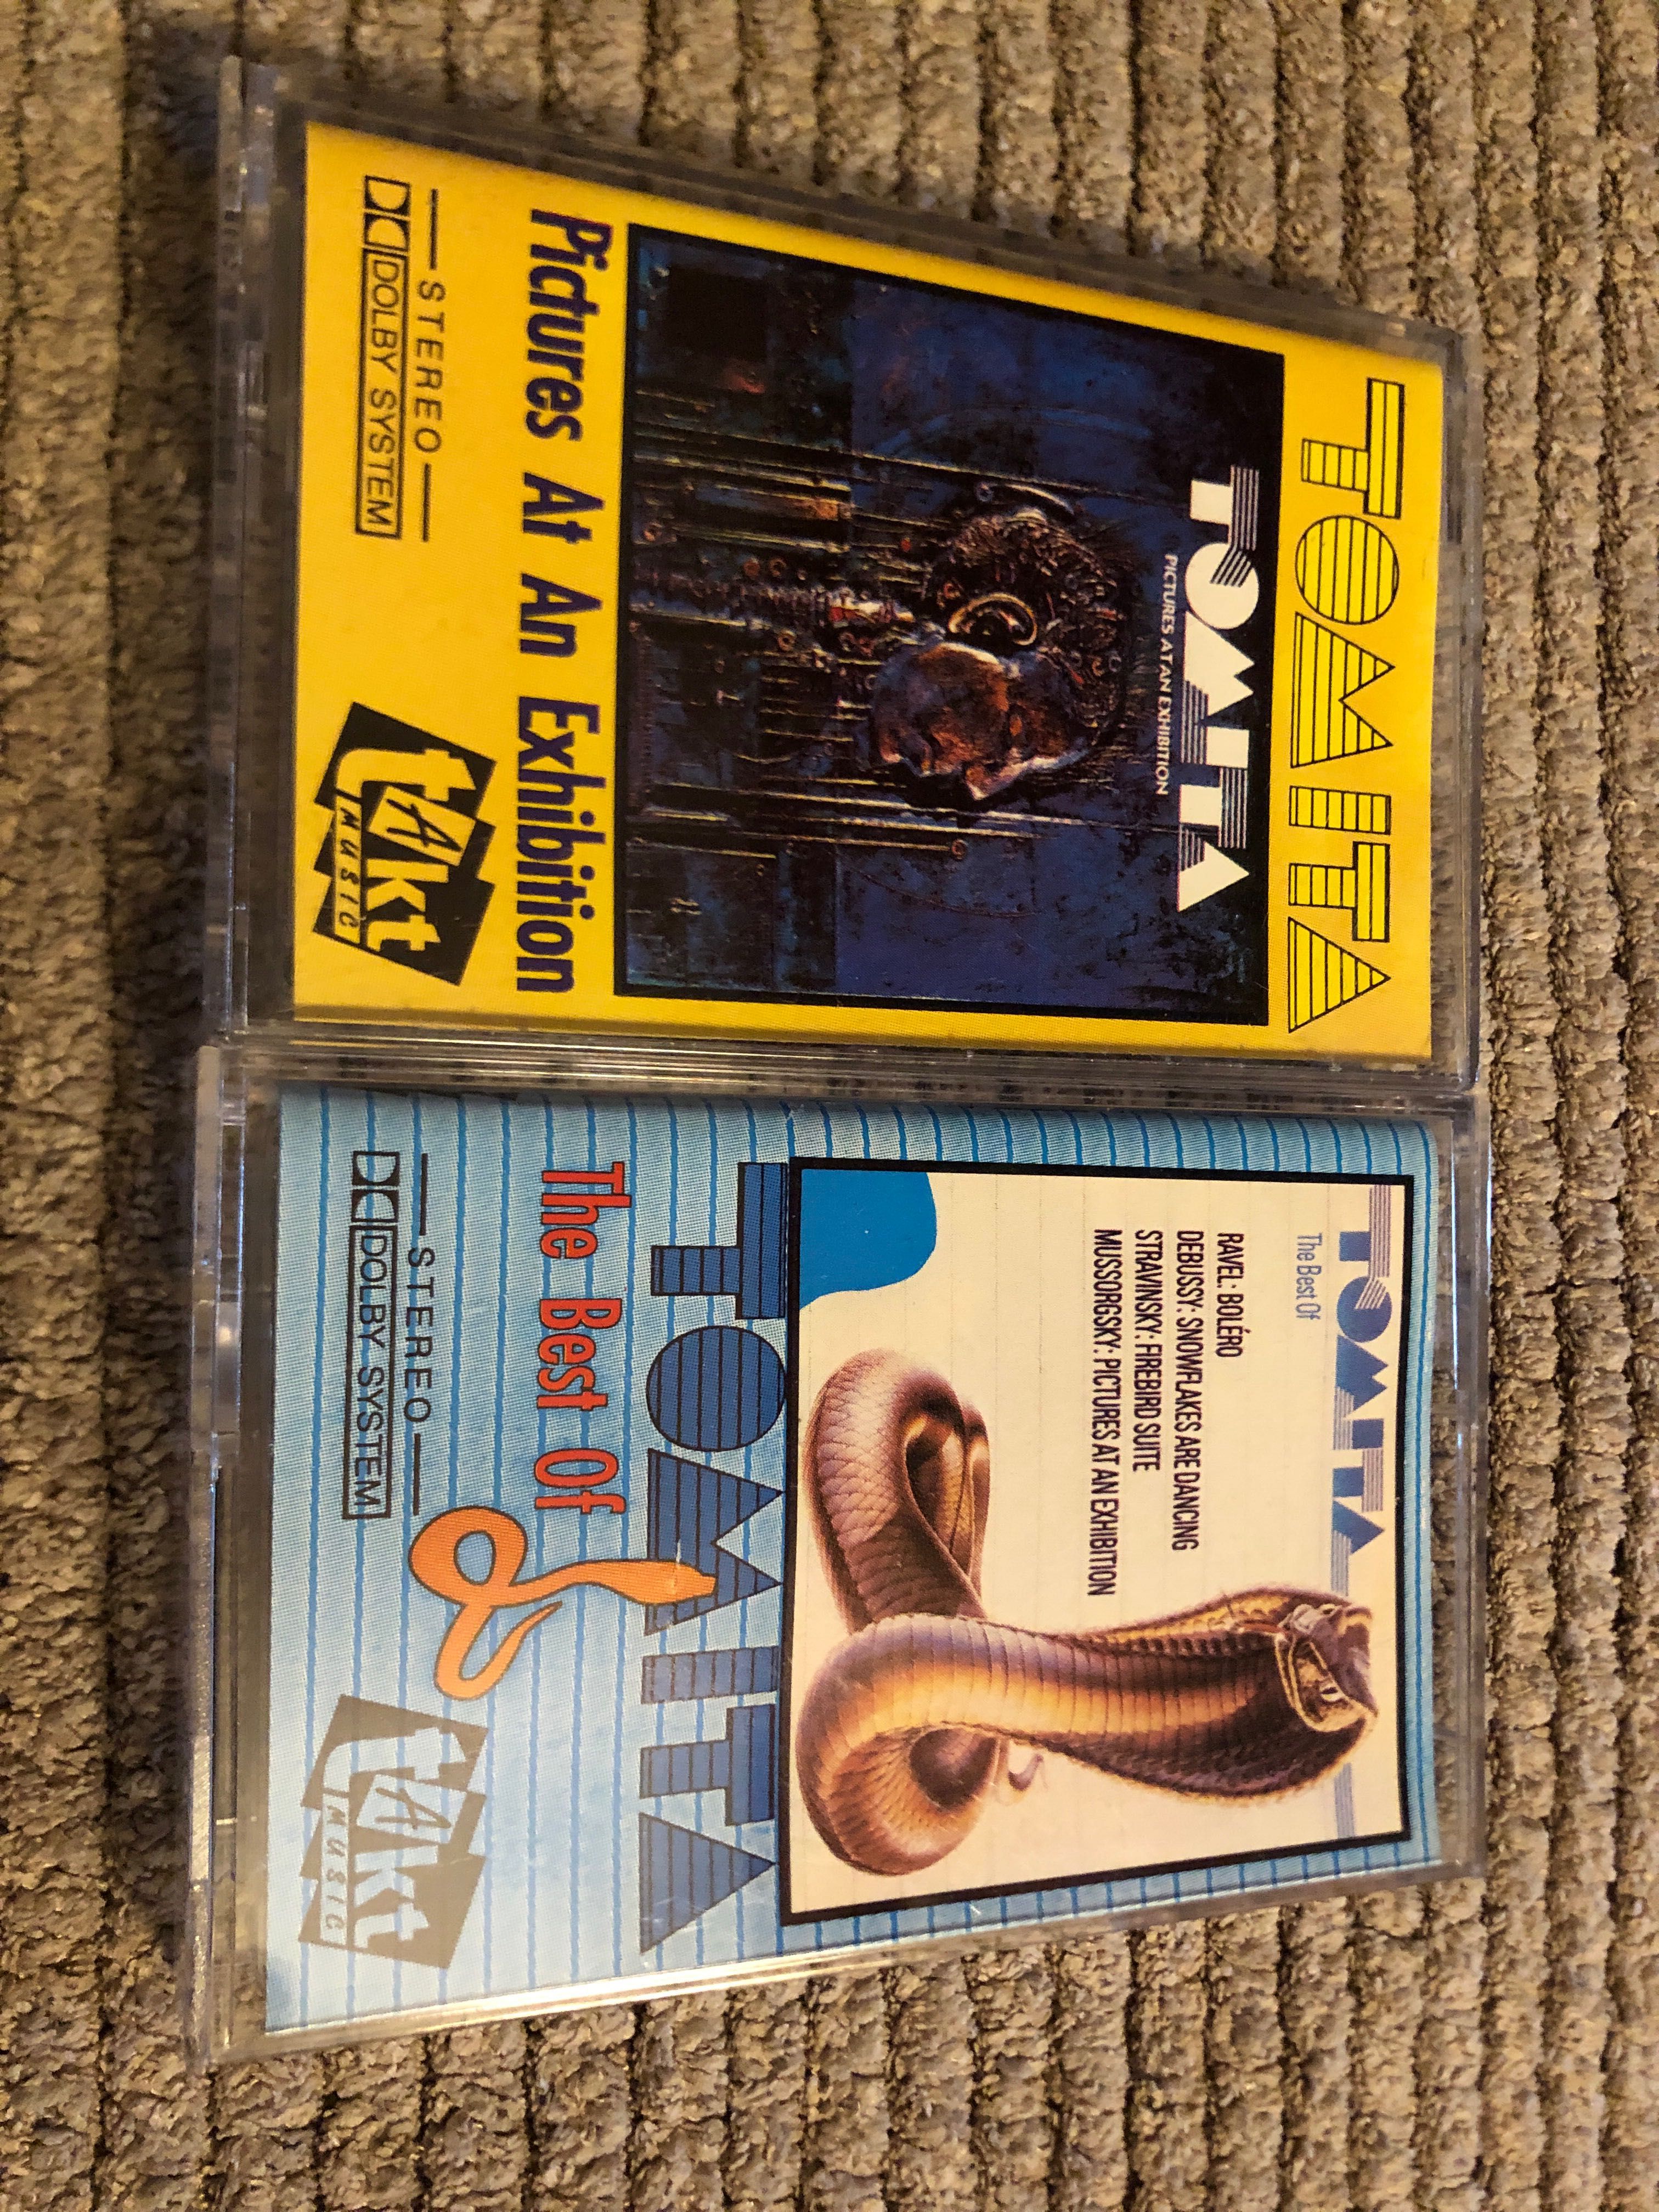 TOMITA
TOMITA
PICTURES AT AN EXHIBITION
Pictures At An Exhibition
STEREO
DOLBY SYSTEM
tAkt
MUSIC
TOMITA
The Best Of
RAVEL: BOLÉRO
DEBUSSY: SNOWFLAKES ARE DANCING
STRAVINSKY: FIREBIRD SUITE
MUSSORGSKY: PICTURES AT AN EXHIBITION
TOMITA
The Best Of
STEREO
DOLBY SYSTEM
tAkt
MUSIC